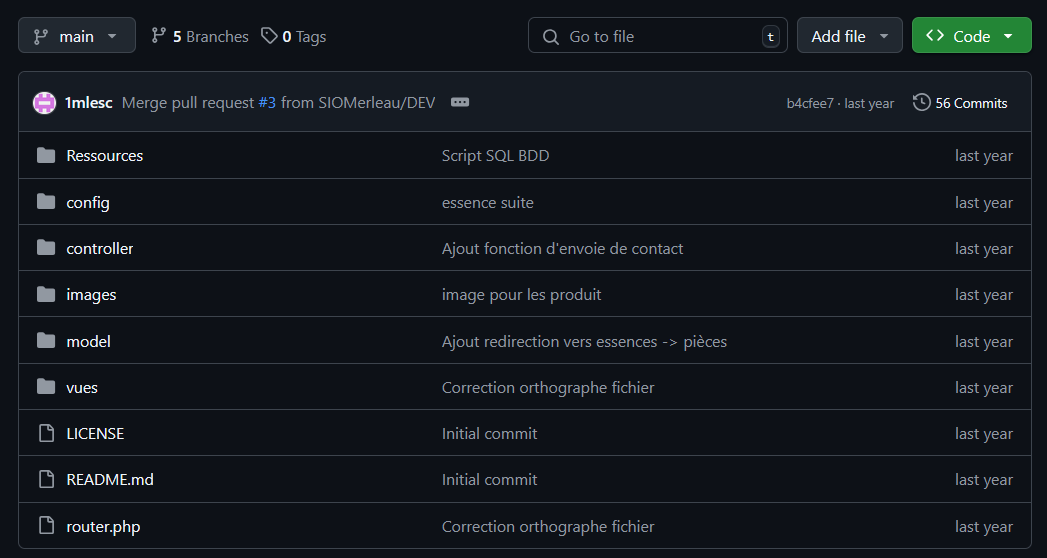 main 5 Branches 0 Tags Go to file t Add file Code
1mlesc Merge pull request #3 from SIOMerleau/DEV b4cfee7 · last year 56 Commits
Ressources Script SQL BDD last year
config essence suite last year
controller Ajout fonction d'envoie de contact last year
images image pour les produit last year
model Ajout redirection vers essences -> pièces last year
vues Correction orthographe fichier last year
LICENSE Initial commit last year
README.md Initial commit last year
router.php Correction orthographe fichier last year